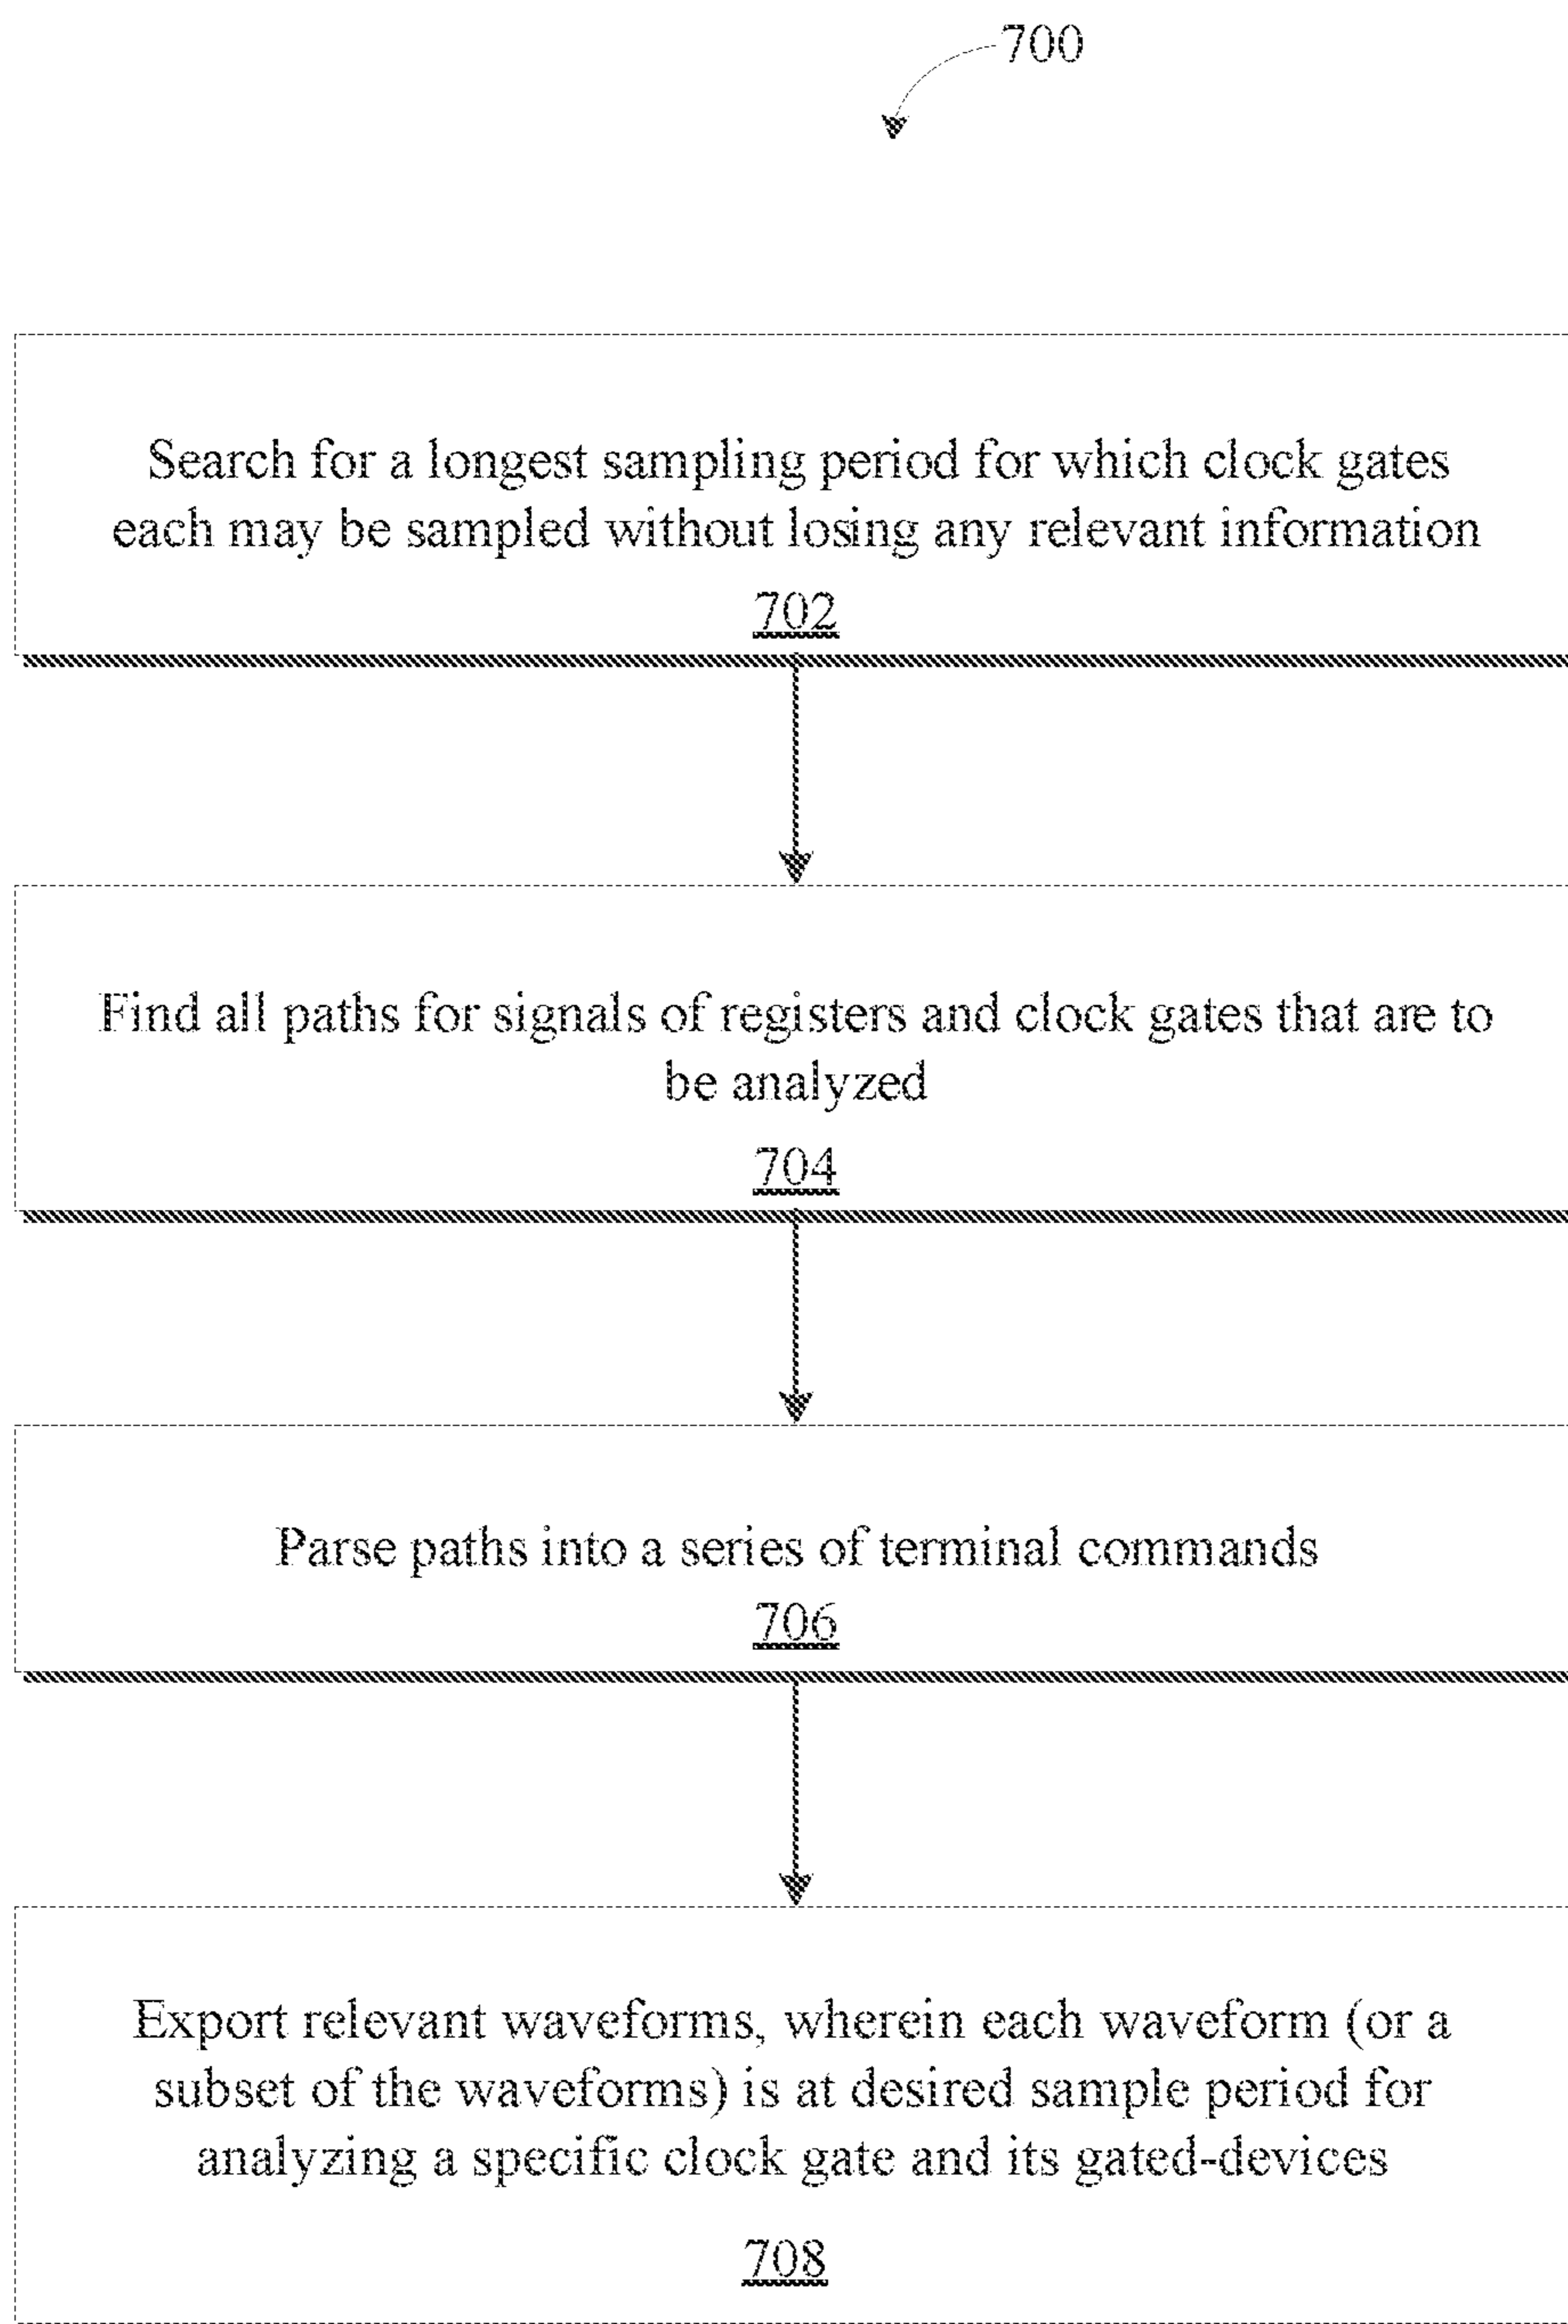 700
Search for a longest sampling period for which clock gates
each may be sampled without losing any relevant information
702
Find all paths for signals of registers and clock gates that are to
be analyzed
704
Parse paths into a series of terminal commands
706
Export relevant waveforms, wherein each waveform (or a
subset of the waveforms) is at desired sample period for
analyzing a specific clock gate and its gated-devices
708